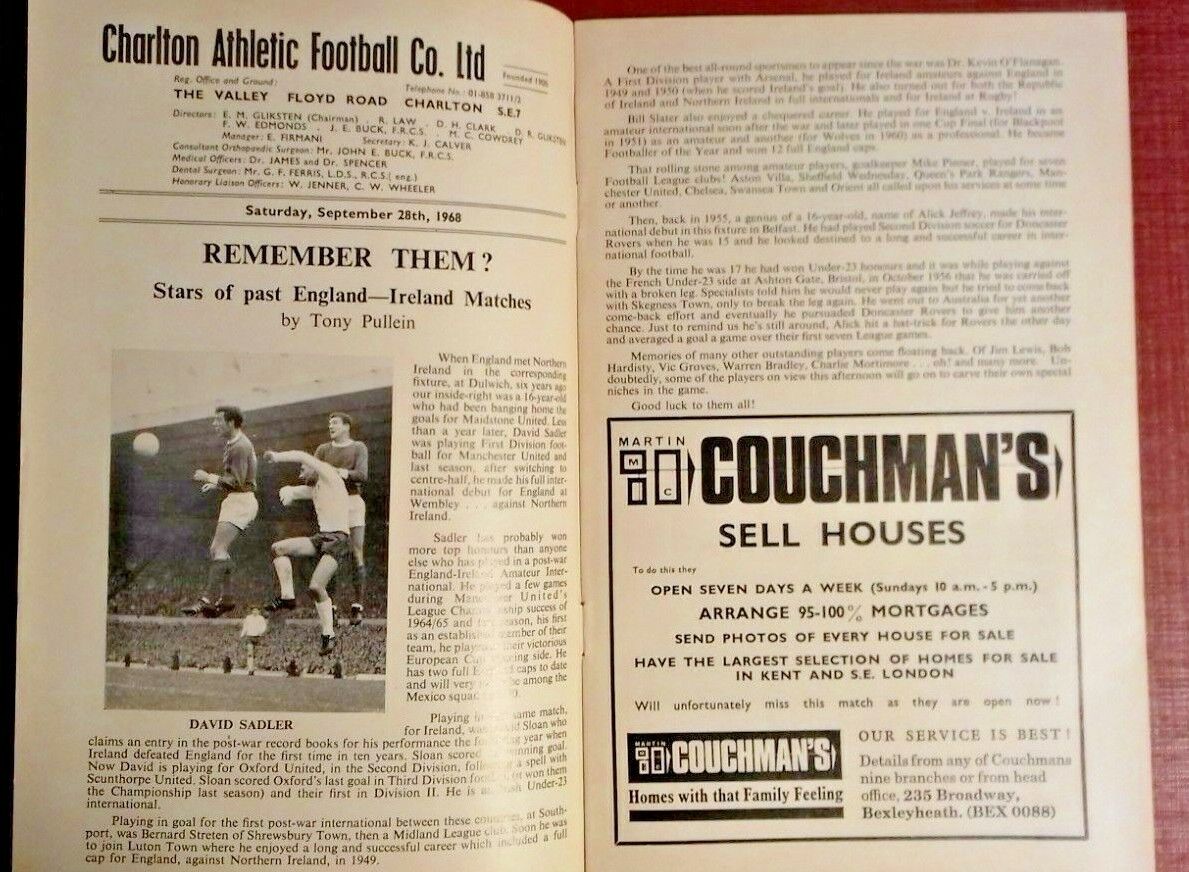 Charlton Athletic Football Co. Ltd
Founded 1905
Reg. Office and Ground:
Telephone No.: 01-858 3711/2
THE VALLEY FLOYD ROAD CHARLTON S.E.7
Directors: E. M. GLIKSTEN (Chairman) . R. LAW . D. H. CLARK . D. R. GLIKSTEN
F. W. EDMONDS . J. E. BUCK, F.R.C.S. . M. C. COWDREY
Manager: E. FIRMANI Secretary: K. J. CALVER
Consultant Orthopaedic Surgeon: Mr. JOHN E. BUCK, F.R.C.S.
Medical Officers: Dr. JAMES and Dr. SPENCER
Dental Surgeon: Mr. G. F. FERRIS, L.D.S., R.C.S.( eng.)
Honorary Liaison Officers: W. JENNER, C. W. WHEELER
Saturday, September 28th, 1968
REMEMBER THEM?
Stars of past England—Ireland Matches
by Tony Pullein
When England met Northern
Ireland in the corresponding
fixture, at Dulwich, six years ago
our inside-right was a 16-year-old
who had been banging home the
goals for Maidstone United. Less
than a year later, David Sadler
was playing First Division foot-
ball for Manchester United and
last season, after switching to
centre-half, he made his full inter-
national debut for England at
Wembley . . . against Northern
Ireland.
Sadler has probably won
more top honours than anyone
else who has played in a post-war
England-Ireland Amateur Inter-
national. He played a few games
during Manchester United's
League Championship success of
1964/65 and season, his first
as an established member of their
team, he played their victorious
European Cup side. He
has two full caps to date
and will very be among the
Mexico squad
Playing same match,
for Ireland, was Sloan who
claims an entry in the post-war record books for his performance the year when
Ireland defeated England for the first time in ten years. Sloan scored goal.
Now David is playing for Oxford United, in the Second Division, a spell with
Scunthorpe United. Sloan scored Oxford's last goal in Third Division won them
the Championship last season) and their first in Division II. He is Under-23
international.
Playing in goal for the first post-war international between these countries, at South-
port, was Bernard Streten of Shrewsbury Town, then a Midland League club. Soon he was
to join Luton Town where he enjoyed a long and successful career which included a full
cap for England, against Northern Ireland, in 1949.
DAVID SADLER
One of the best all-round sportsmen to appear since the war was Dr. Kevin O'Flanagan.
A First Division player with Arsenal, he played for Ireland amateurs against England in
1949 and 1950 (when he scored Ireland's goal). He also turned out for both the Republic
of Ireland and Northern Ireland in full internationals and for Ireland at Rugby!
Bill Slater also enjoyed a chequered career. He played for England v. Ireland in an
amateur international soon after the war and later played in one Cup Final (for Blackpool
in 1951) as an amateur and another (for Wolves in 1960) as a professional. He became
Footballer of the Year and won 12 full England caps.
That rolling stone among amateur players, goalkeeper Mike Pinner, played for seven
Football League clubs! Aston Villa, Sheffield Wednesday, Queen's Park Rangers, Man-
chester United, Chelsea, Swansea Town and Orient all called upon his services at some time
or another.
Then, back in 1955, a genius of a 16-year-old, name of Alick Jeffrey, made his inter-
national debut in this fixture in Belfast. He had played Second Division soccer for Doncaster
Rovers when he was 15 and he looked destined to a long and successful career in inter-
national football.
By the time he was 17 he had won Under-23 honours and it was while playing against
the French Under-23 side at Ashton Gate, Bristol, in October 1956 that he was carried off
with a broken leg. Specialists told him he would never play again but he tried to come back
with Skegness Town, only to break the leg again. He went out to Australia for yet another
come-back effort and eventually he pursuaded Doncaster Rovers to give him another
chance. Just to remind us he's still around, Alick hit a hat-trick for Rovers the other day
and averaged a goal a game over their first seven League games.
Memories of many other outstanding players come floating back. Of Jim Lewis, Bob
Hardisty, Vic Groves, Warren Bradley, Charlie Mortimore . . . oh! and many more. Un-
doubtedly, some of the players on view this afternoon will go on to carve their own special
niches in the game.
Good luck to them all!
MARTIN
M C COUCHMAN'S
SELL HOUSES
To do this they
OPEN SEVEN DAYS A WEEK (Sundays 10 a.m.-5 p.m.)
ARRANGE 95-100% MORTGAGES
SEND PHOTOS OF EVERY HOUSE FOR SALE
HAVE THE LARGEST SELECTION OF HOMES FOR SALE
IN KENT AND S.E. LONDON
Will unfortunately miss this match as they are open now!
MARTIN
COUCHMAN'S
Homes with that Family Feeling
OUR SERVICE IS BEST!
Details from any of Couchmans
nine branches or from head
office, 235 Broadway,
Bexleyheath. (BEX 0088)